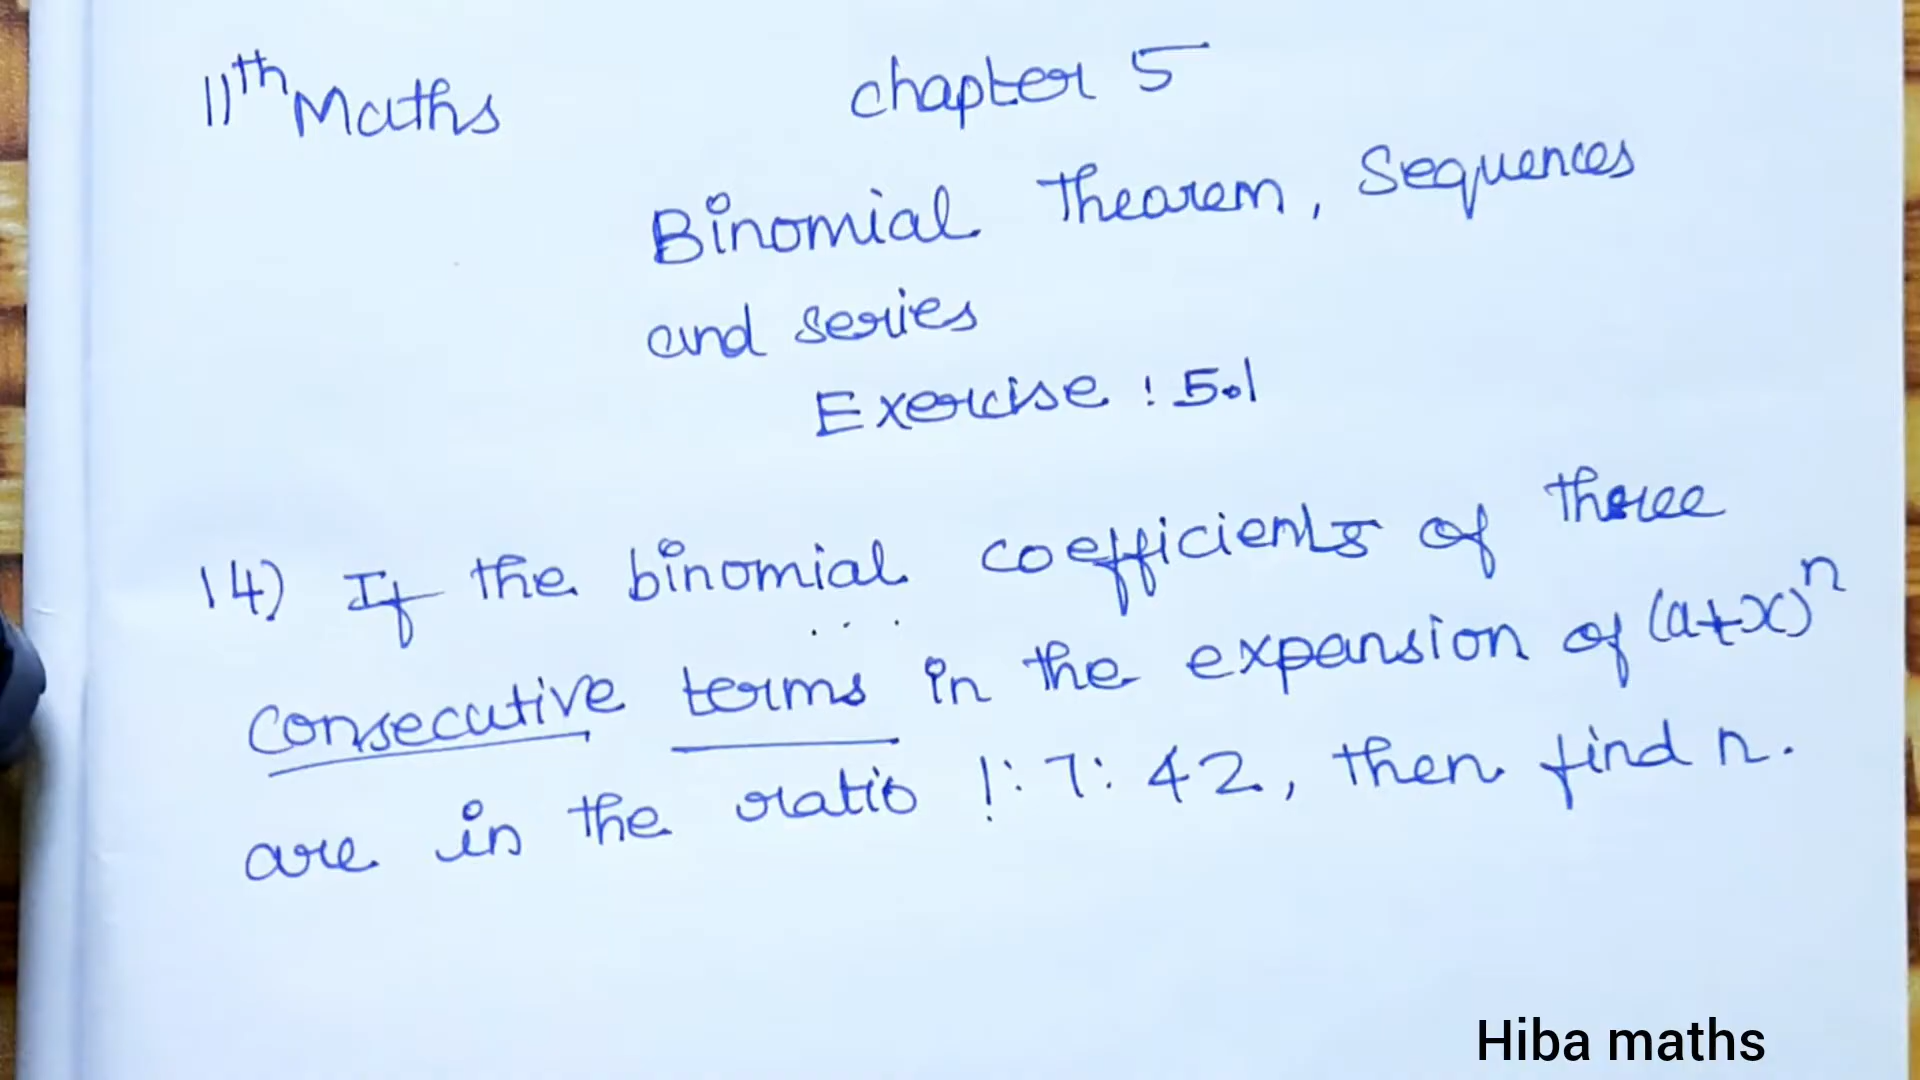 11th Maths chapter 5
Binomial Thearem, Sequences
and series
Exercise : 5.1
14) If the binomial coefficients of three
consecutive terms in the expansion of (a+x)^n
are in the ratio 1:7:42, then find n.
Hiba maths